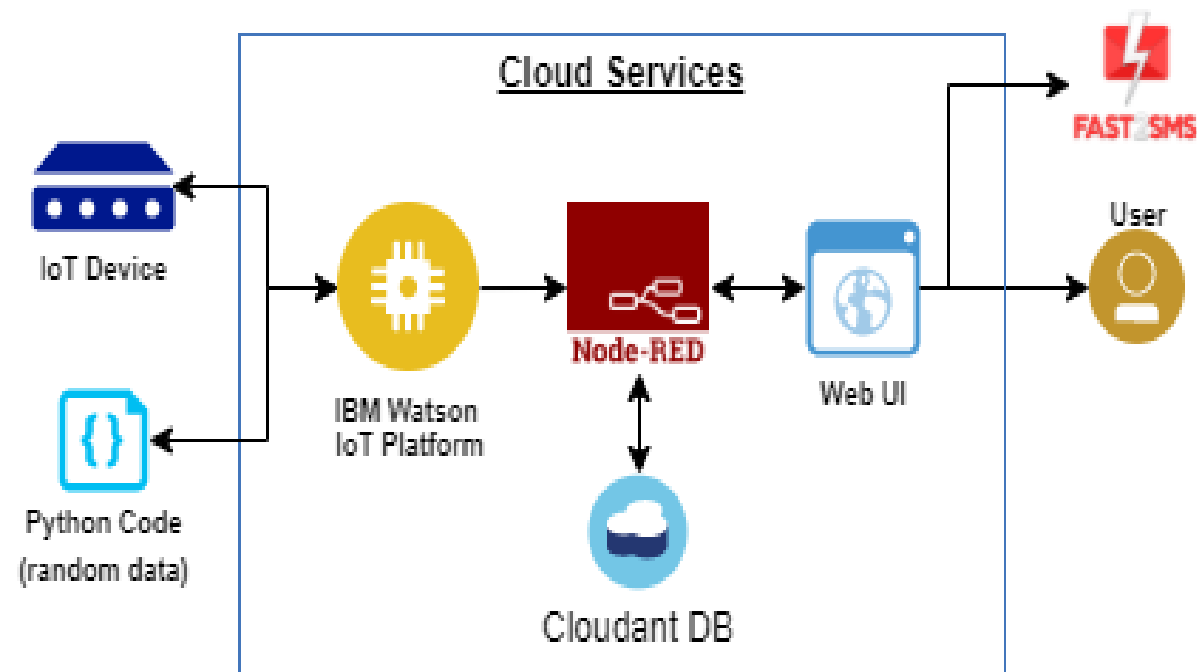 Cloud Services
FAST2SMS
User
IoT Device
Node-RED
Web UI
IBM Watson
IoT Platform
Python Code
(random data)
Cloudant DB